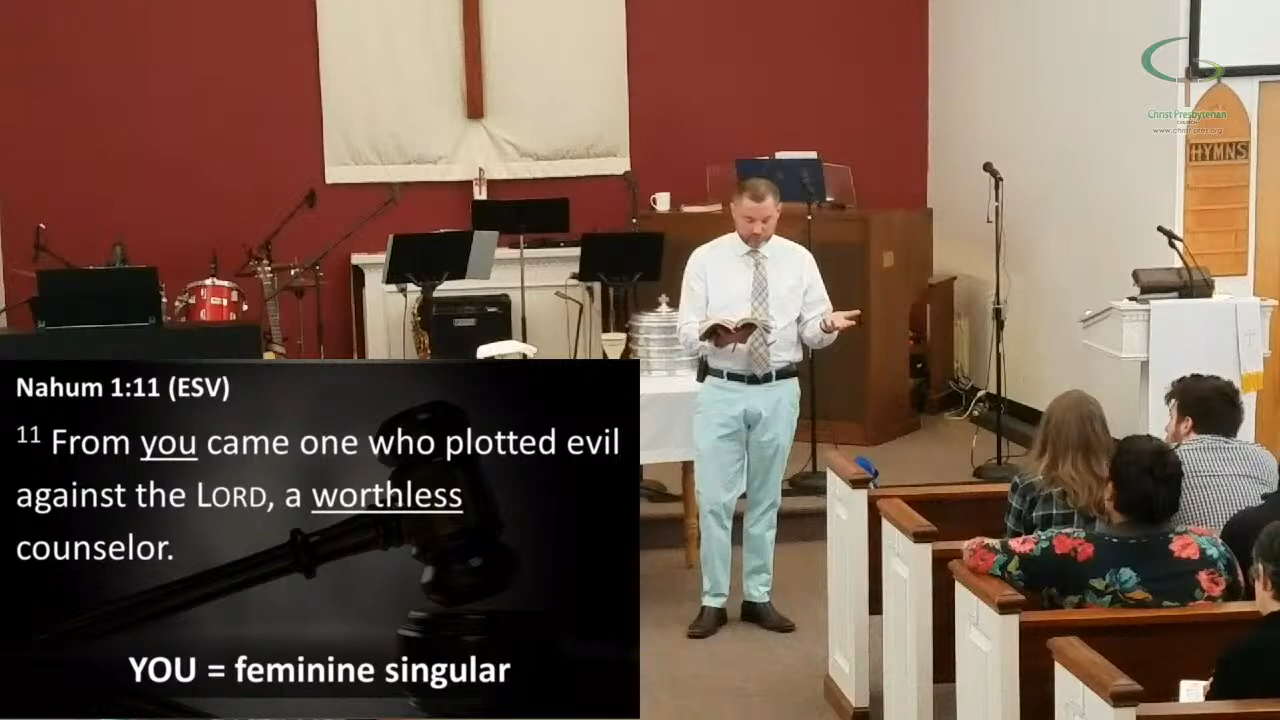 Christ Presbyterian
CHURCH
www.christ-pres.org
HYMNS
Nahum 1:11 (ESV)
11 From you came one who plotted evil
against the LORD, a worthless
counselor.
YOU = feminine singular